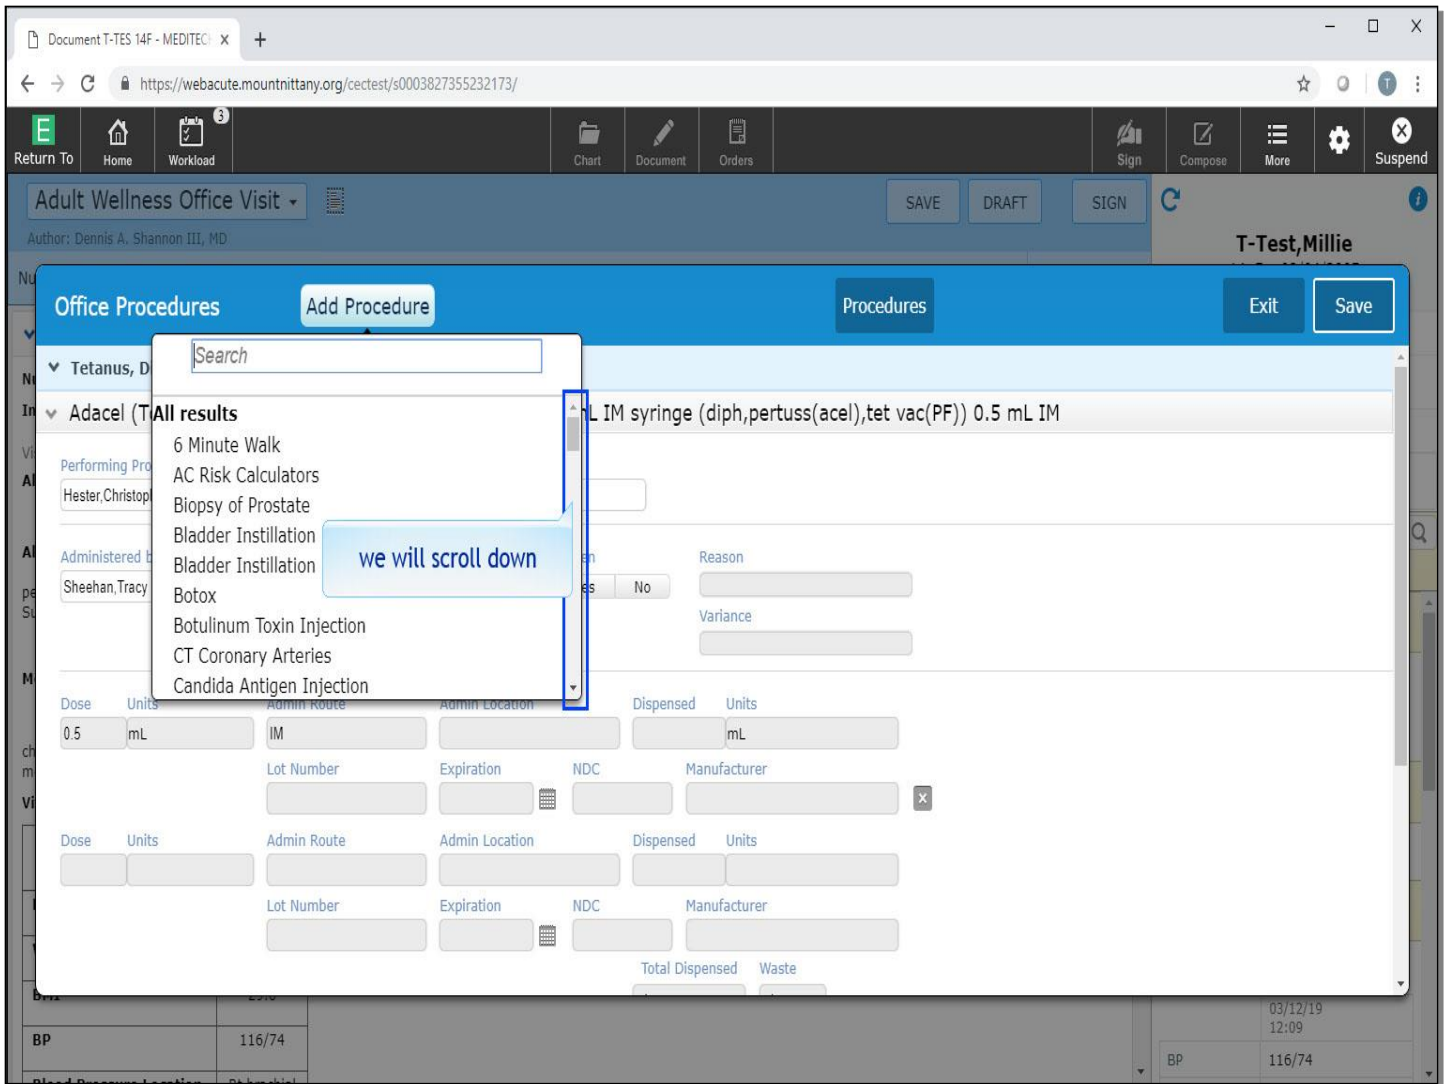 Document T-TES 14F - MEDITEC
https://webacute.mountnittany.org/cectest/s0003827355232173/
T
E
3
Return To
Home
Workload
Chart
Document
Orders
Sign
Compose
More
Suspend
Adult Wellness Office Visit
SAVE
DRAFT
SIGN
Author: Dennis A. Shannon III, MD
T-Test,Millie
Office Procedures
Add Procedure
Procedures
Exit
Save
Search
Tetanus, D
Adacel (T
mL IM syringe (diph,pertuss(acel),tet vac(PF)) 0.5 mL IM
All results
6 Minute Walk
AC Risk Calculators
Biopsy of Prostate
Bladder Instillation
Bladder Instillation
Botox
Botulinum Toxin Injection
CT Coronary Arteries
Candida Antigen Injection
we will scroll down
Performing Pro
Hester,Christoph
Administered b
Sheehan,Tracy
No
Reason
Variance
Dose Units Admin Route Admin Location Dispensed Units
0.5 mL IM mL
Lot Number Expiration NDC Manufacturer
Dose Units Admin Route Admin Location Dispensed Units
Lot Number Expiration NDC Manufacturer
Total Dispensed Waste
BP 116/74
03/12/19
12:09
BP 116/74